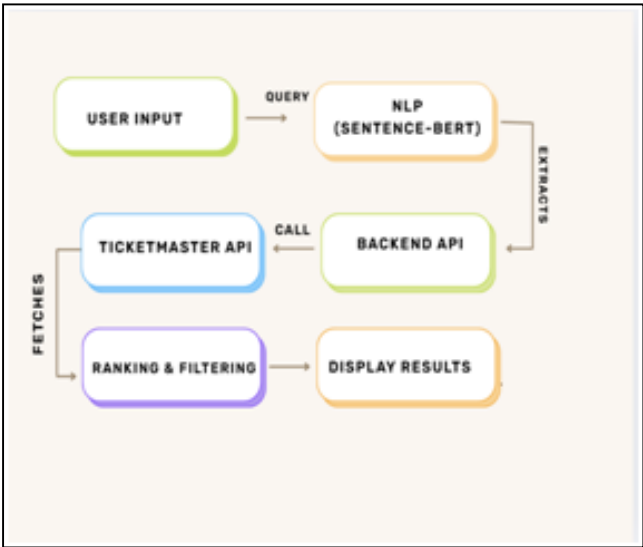 USER INPUT
QUERY
NLP
(SENTENCE-BERT)
EXTRACTS
BACKEND API
CALL
TICKETMASTER API
FETCHES
RANKING & FILTERING
DISPLAY RESULTS